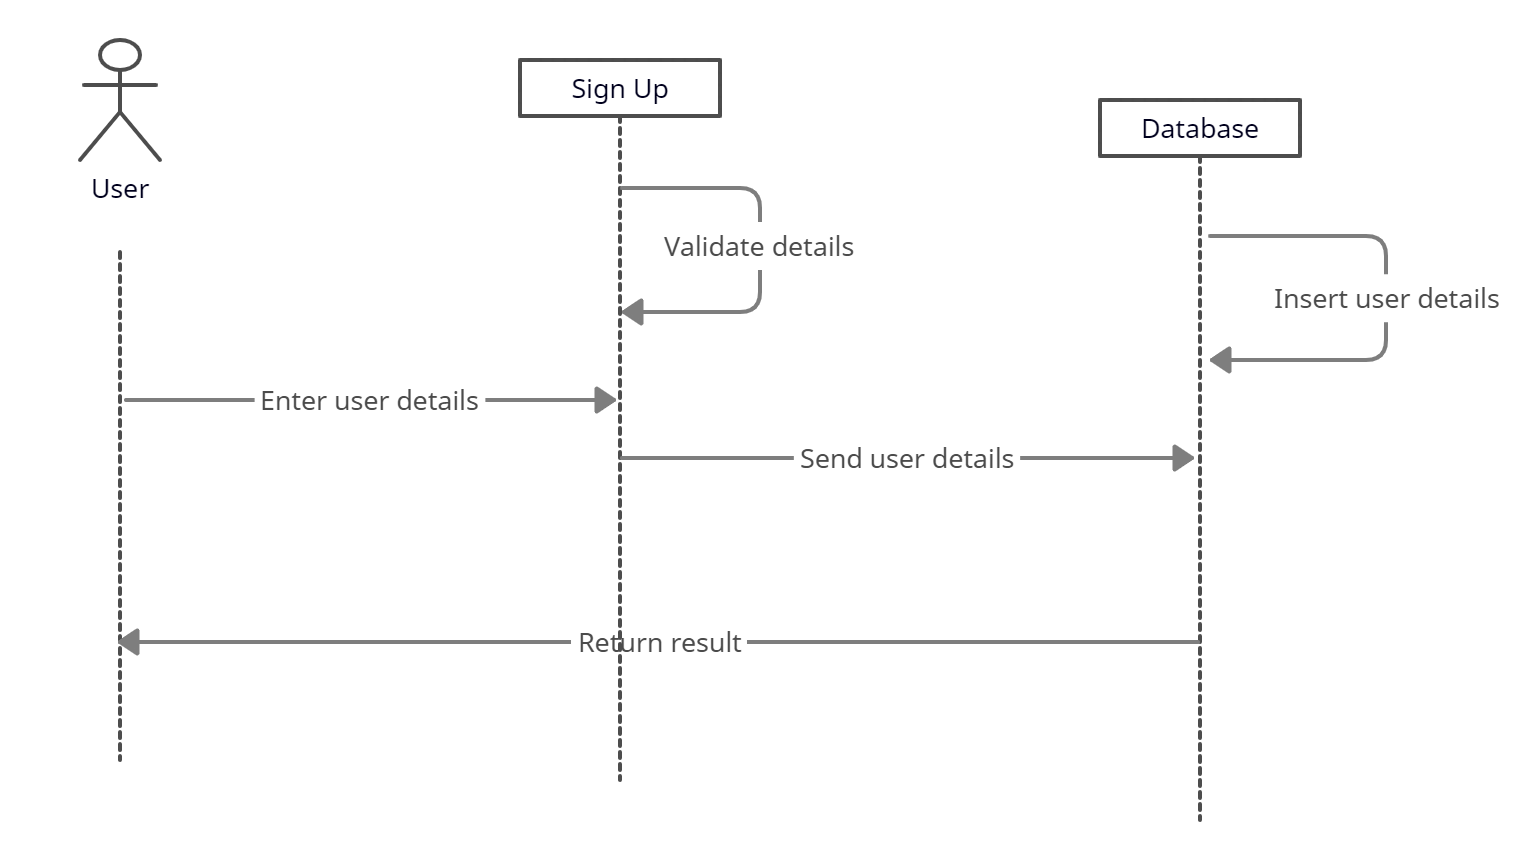 Sign Up
Database
User
Validate details
Insert user details
Enter user details
Send user details
Return result